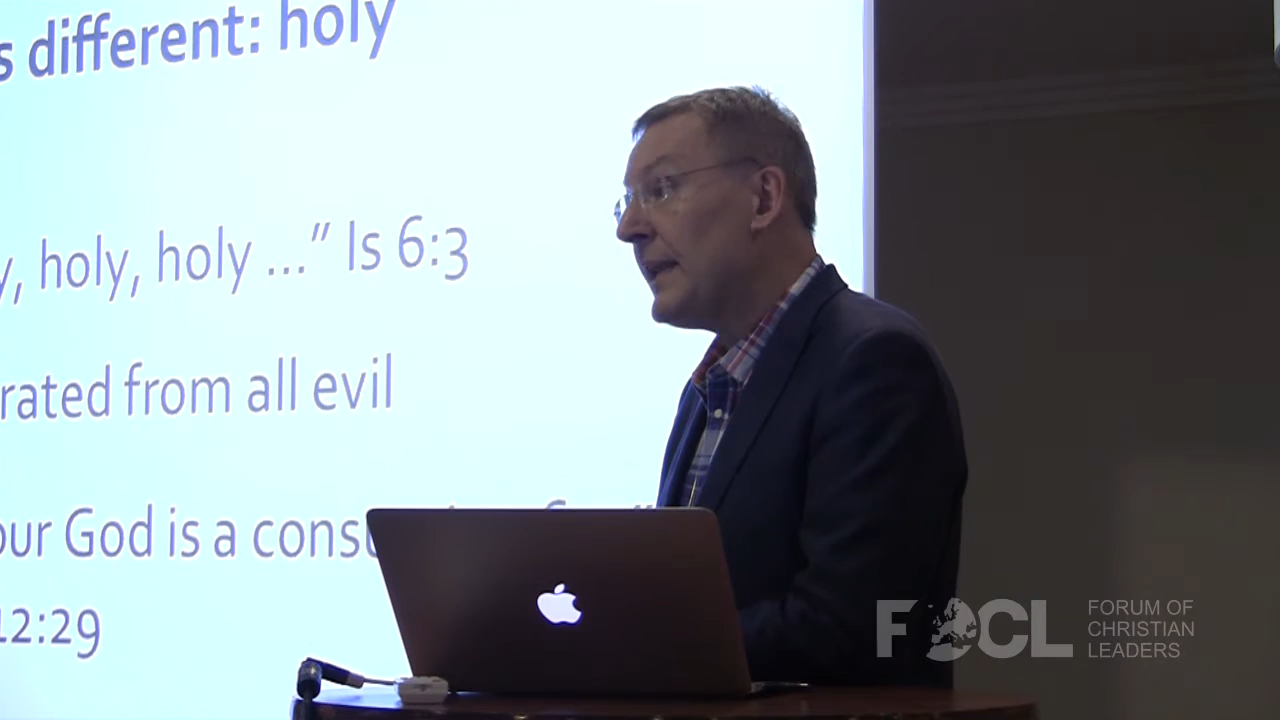 s different: holy
y, holy, holy ...” Is 6:3
rated from all evil
our God is a cons
12:29
FOCL
FORUM OF
CHRISTIAN
LEADERS